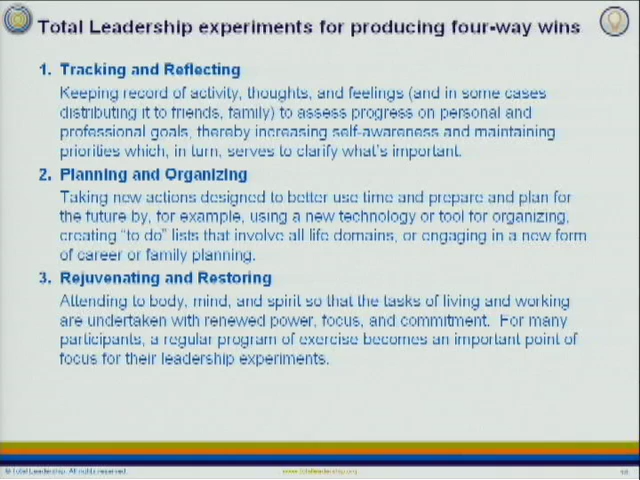 Total Leadership experiments for producing four-way wins
1. Tracking and Reflecting
Keeping record of activity, thoughts, and feelings (and in some cases
distributing it to friends, family) to assess progress on personal and
professional goals, thereby increasing self-awareness and maintaining
priorities which, in turn, serves to clarify what's important.
2. Planning and Organizing
Taking new actions designed to better use time and prepare and plan for
the future by, for example, using a new technology or tool for organizing,
creating "to do" lists that involve all life domains, or engaging in a new form
of career or family planning.
3. Rejuvenating and Restoring
Attending to body, mind, and spirit so that the tasks of living and working
are undertaken with renewed power, focus, and commitment. For many
participants, a regular program of exercise becomes an important point of
focus for their leadership experiments.
© Total Leadership. All rights reserved.
www.totalleadership.org